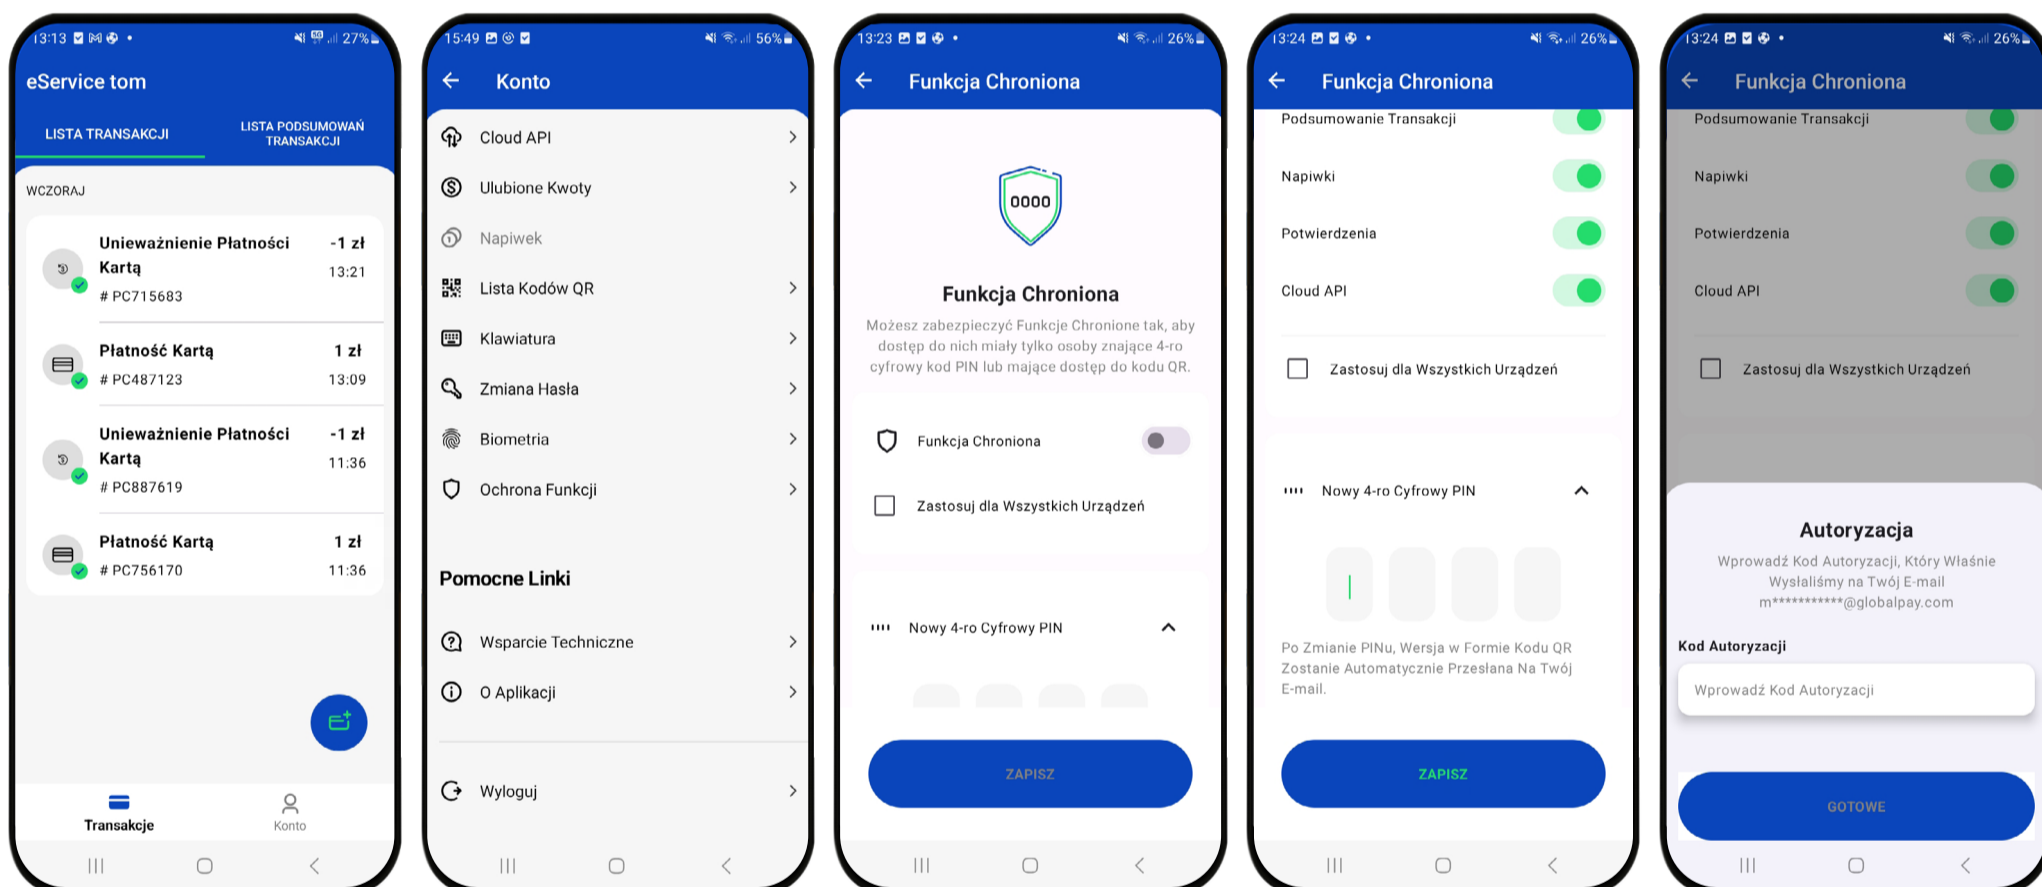 13:13
27%
eService tom
LISTA TRANSAKCJI
LISTA PODSUMOWAŃ
TRANSAKCJI
WCZORAJ
Unieważnienie Płatności
Kartą
-1 zł
13:21
# PC715683
Płatność Kartą
1 zł
# PC487123
13:09
Unieważnienie Płatności
Kartą
-1 zł
11:36
# PC887619
Płatność Kartą
1 zł
# PC756170
11:36
Transakcje
Konto
15:49
56%
Konto
Cloud API
Ulubione Kwoty
Napiwek
Lista Kodów QR
Klawiatura
Zmiana Hasła
Biometria
Ochrona Funkcji
Pomocne Linki
Wsparcie Techniczne
O Aplikacji
Wyloguj
13:23
26%
Funkcja Chroniona
0000
Funkcja Chroniona
Możesz zabezpieczyć Funkcje Chronione tak, aby
dostęp do nich miały tylko osoby znające 4-ro
cyfrowy kod PIN lub mające dostęp do kodu QR.
Funkcja Chroniona
Zastosuj dla Wszystkich Urządzeń
Nowy 4-ro Cyfrowy PIN
ZAPISZ
13:24
26%
Funkcja Chroniona
Podsumowanie Transakcji
Napiwki
Potwierdzenia
Cloud API
Zastosuj dla Wszystkich Urządzeń
Nowy 4-ro Cyfrowy PIN
Po Zmianie PINu, Wersja w Formie Kodu QR
Zostanie Automatycznie Przesłana Na Twój
E-mail.
ZAPISZ
13:24
26%
Funkcja Chroniona
Podsumowanie Transakcji
Napiwki
Potwierdzenia
Cloud API
Zastosuj dla Wszystkich Urządzeń
Autoryzacja
Wprowadź Kod Autoryzacji, Który Właśnie
Wysłaliśmy na Twój E-mail
m***********@globalpay.com
Kod Autoryzacji
Wprowadź Kod Autoryzacji
GOTOWE